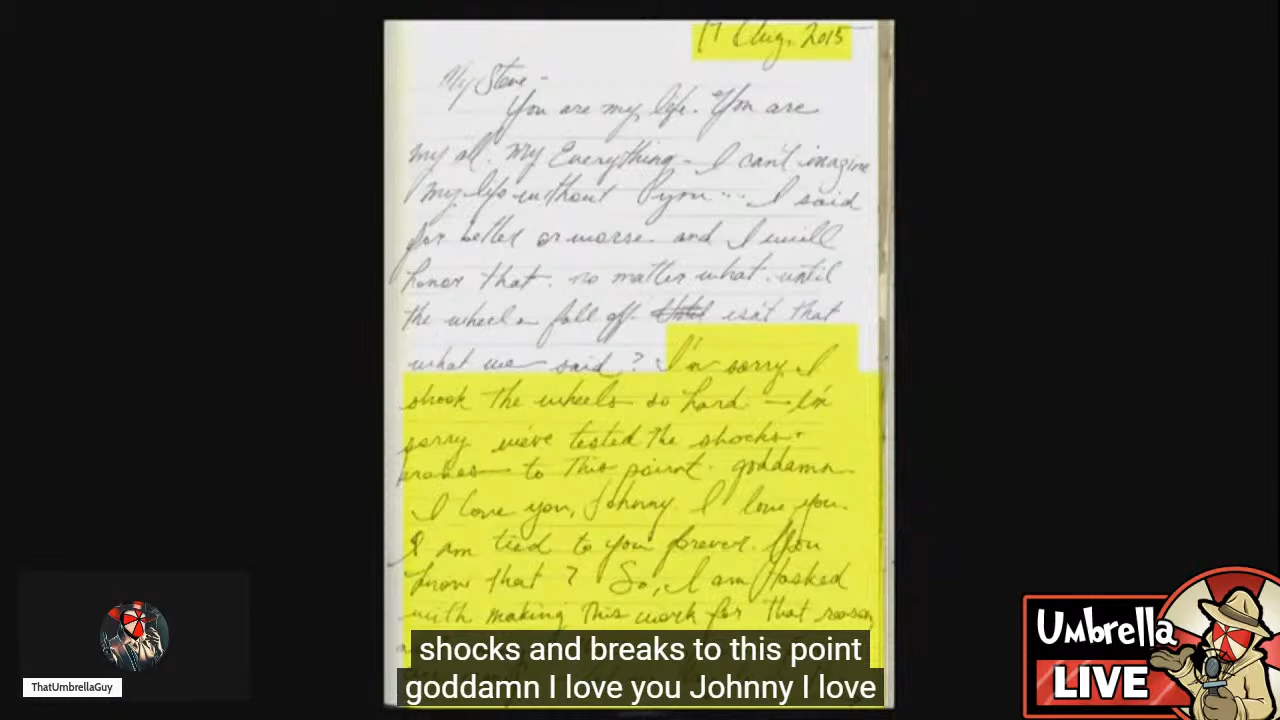 17 Aug. 2015
My Steve -
You are my life. You are
my all. My Everything - I can't imagine
my life without you... I said
for better or worse and I will
honor that. no matter what. until
the wheels fall off. isn't that
what we said? I'm sorry I
shook the wheels so hard - I'm
sorry we've tested the shocks +
brakes to this point. goddamn
I love you, Johnny. I love you.
I am tied to you forever. You
know that? So, I am tasked
with making this work for that reason
shocks and breaks to this point
goddamn I love you Johnny I love
ThatUmbrellaGuy
Umbrella
LIVE